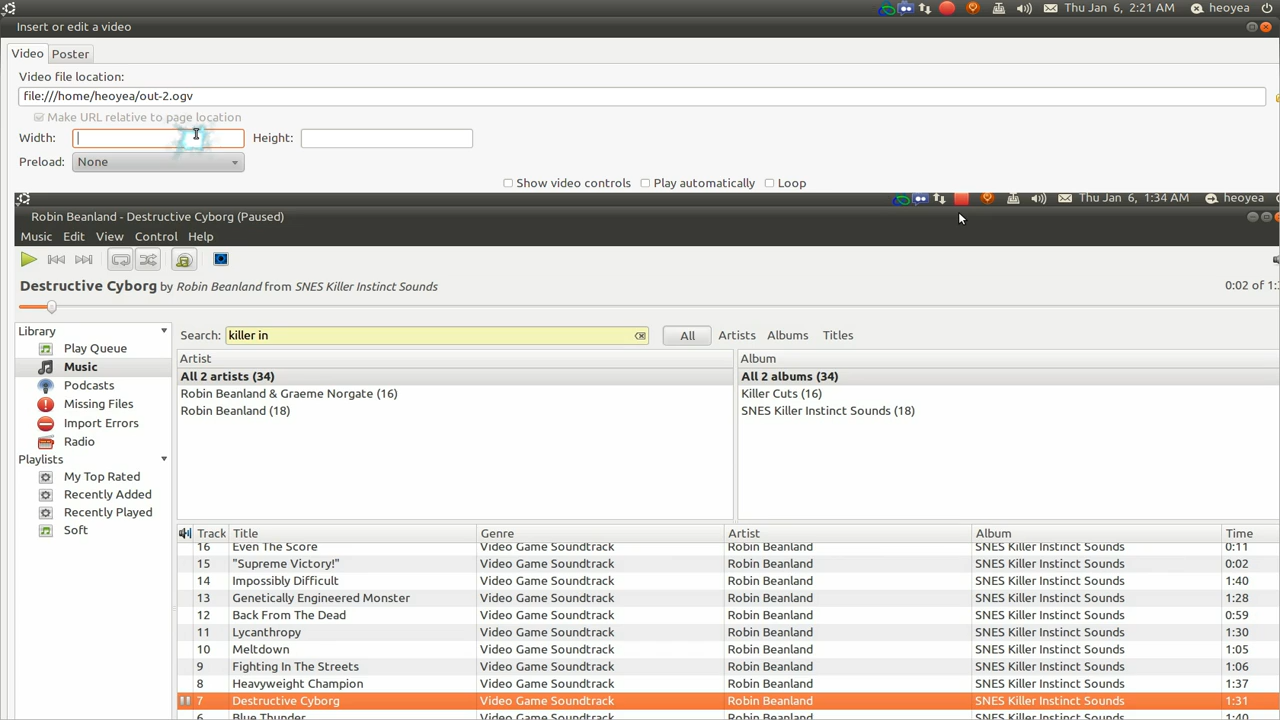 Thu Jan 6, 2:21 AM heoyea
Insert or edit a video
Video Poster
Video file location:
file:///home/heoyea/out-2.ogv
Make URL relative to page location
Width: Height:
Preload: None
Show video controls Play automatically Loop
Thu Jan 6, 1:34 AM heoyea
Robin Beanland - Destructive Cyborg (Paused)
Music Edit View Control Help
Destructive Cyborg by Robin Beanland from SNES Killer Instinct Sounds 0:02 of
Library
Play Queue
Music
Podcasts
Missing Files
Import Errors
Radio
Playlists
My Top Rated
Recently Added
Recently Played
Soft
Search: killer in All Artists Albums Titles
Artist Album
All 2 artists (34) All 2 albums (34)
Robin Beanland & Graeme Norgate (16) Killer Cuts (16)
Robin Beanland (18) SNES Killer Instinct Sounds (18)
Track Title Genre Artist Album Time
16 Even The Score Video Game Soundtrack Robin Beanland SNES Killer Instinct Sounds 0:11
15 "Supreme Victory!" Video Game Soundtrack Robin Beanland SNES Killer Instinct Sounds 0:02
14 Impossibly Difficult Video Game Soundtrack Robin Beanland SNES Killer Instinct Sounds 1:40
13 Genetically Engineered Monster Video Game Soundtrack Robin Beanland SNES Killer Instinct Sounds 1:28
12 Back From The Dead Video Game Soundtrack Robin Beanland SNES Killer Instinct Sounds 0:59
11 Lycanthropy Video Game Soundtrack Robin Beanland SNES Killer Instinct Sounds 1:30
10 Meltdown Video Game Soundtrack Robin Beanland SNES Killer Instinct Sounds 1:05
9 Fighting In The Streets Video Game Soundtrack Robin Beanland SNES Killer Instinct Sounds 1:06
8 Heavyweight Champion Video Game Soundtrack Robin Beanland SNES Killer Instinct Sounds 1:37
7 Destructive Cyborg Video Game Soundtrack Robin Beanland SNES Killer Instinct Sounds 1:31
6 Blue Thunder Video Game Soundtrack Robin Beanland SNES Killer Instinct Sounds 1:40